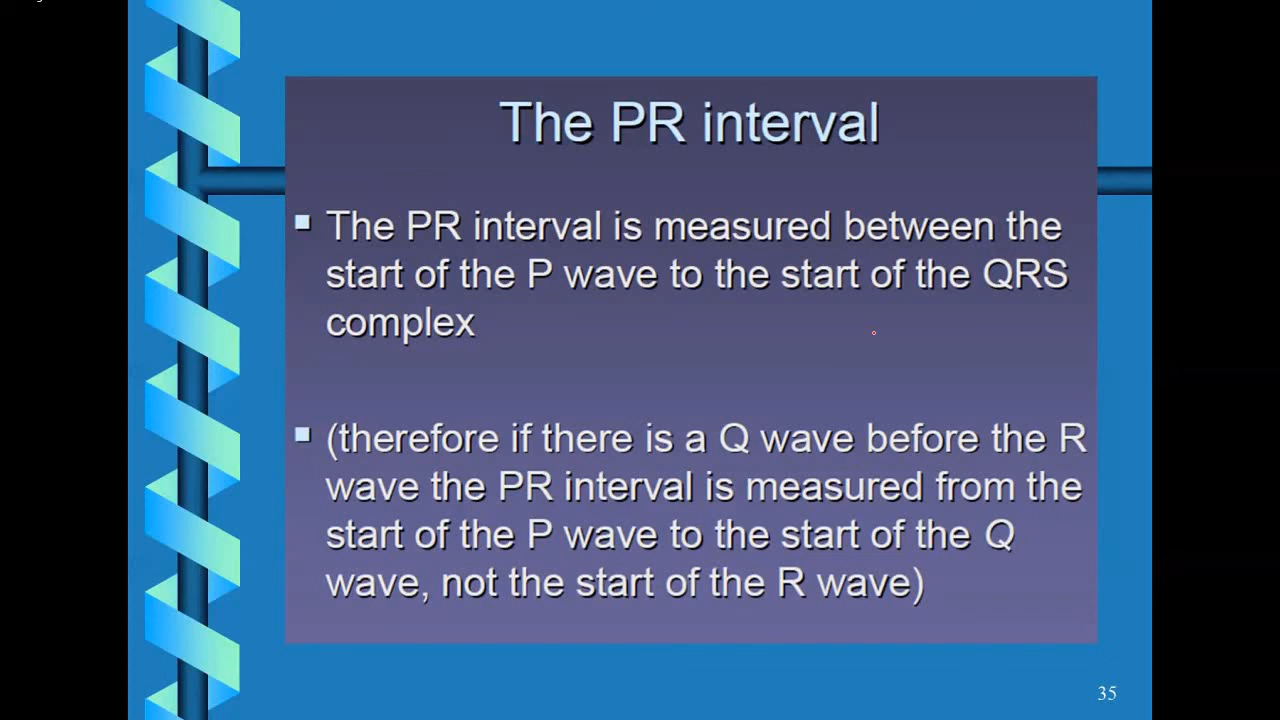 The PR interval
▪ The PR interval is measured between the
start of the P wave to the start of the QRS
complex
▪ (therefore if there is a Q wave before the R
wave the PR interval is measured from the
start of the P wave to the start of the Q
wave, not the start of the R wave)
35